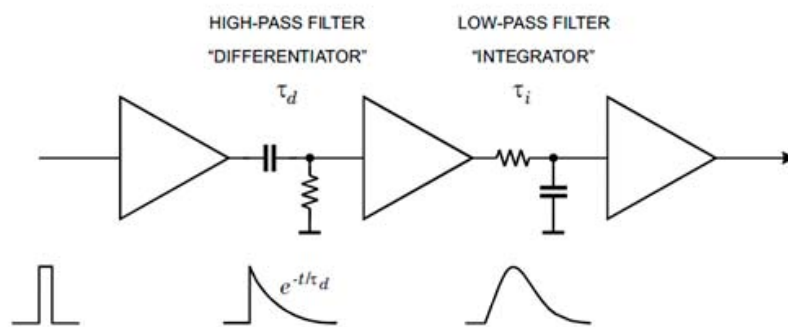 HIGH-PASS FILTER
“DIFFERENTIATOR”
τd
LOW-PASS FILTER
“INTEGRATOR”
τi
e-t/τd